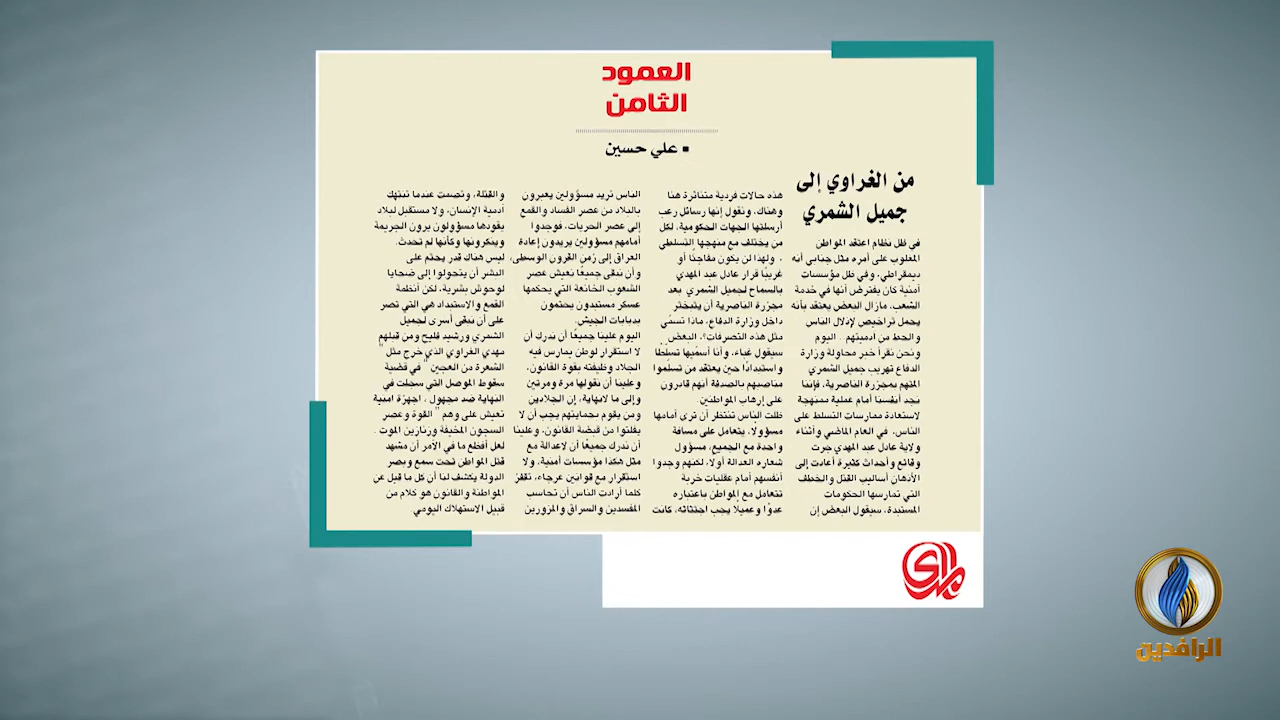 العمود
الثامن
▪ علي حسين
من الغراوي إلى
جميل الشمري
في ظل نظام اعتقد المواطن
المغلوب على أمره مثل جنابي أنه
ديمقراطي، وفي ظل مؤسسات
أمنية كان يفترض أنها في خدمة
الشعب، مازال البعض يعتقد بأنه
يحمل تراخيص لإذلال الناس
والحط من آدميتهم . اليوم
ونحن نقرأ خبر محاولة وزارة
الدفاع تهريب جميل الشمري
المتهم بمجزرة الناصرية، فإننا
نجد أنفسنا أمام عملية ممنهجة
لاستعادة ممارسات التسلط على
الناس، في العام الماضي وأثناء
ولاية عادل عبد المهدي جرت
وقائع وأحداث كثيرة أعادت إلى
الأذهان أساليب القتل والخطف
التي تمارسها الحكومات
المستبدة، سيقول البعض إن
هذه حالات فردية متناثرة هنا
وهناك، ونقول إنها رسائل رعب
أرسلتها الجهات الحكومية، لكل
من يختلف مع منهجها التسلطي
، ولهذا لن يكون مفاجئاً أو
غريبًا قرار عادل عبد المهدي
بالسماح لجميل الشمري بعد
مجزرة الناصرية أن يتبختر
داخل وزارة الدفاع، ماذا تسمّي
مثل هذه التصرفات؟، البعض
سيقول غباء، وأنا أسمّيها تسلّطًا
واستبدادًا حين يعتقد من تسلّموا
مناصبهم بالصدفة أنهم قادرون
على إرهاب المواطنين
ظلت الناس تنتظر أن ترى أمامها
مسؤولا، يتعامل على مسافة
واحدة مع الجميع، مسؤول
شعاره العدالة أولا، لكنهم وجدوا
أنفسهم أمام عقليات خربة
تتعامل مع المواطن باعتباره
عدوًا وعميلًا يجب اجتثاثه، كانت
الناس تريد مسؤولين يعبرون
بالبلاد من عصر الفساد والقمع
إلى عصر الحريات، فوجدوا
أمامهم مسؤولين يريدون إعادة
العراق إلى زمن القرون الوسطى،
وأن نبقى جميعًا نعيش عصر
الشعوب الخانعة التي يحكمها
عسكر مستبدون يحتمون
بدبابات الجيش.
اليوم علينا جميعًا أن ندرك أن
لا استقرار لوطن يمارس فيه
الجلاد وظيفته بقوة القانون،
وعلينا أن نقولها مرة ومرتين
وإلى ما لانهاية، إن الجلادين
ومن يقوم بحمايتهم يجب أن لا
يفلتوا من قبضة القانون، وعلينا
أن ندرك جميعًا أن لاعدالة مع
مثل هكذا مؤسسات أمنية، ولا
استقرار مع قوانين عرجاء، تقفز
كلما أرادت الناس أن تحاسب
المفسدين والسراق والمزورين
والقتلة، وتصمت عندما تنتهك
آدمية الإنسان، ولا مستقبل لبلاد
يقودها مسؤولون يرون الجريمة
وينكرونها وكأنها لم تحدث.
ليس هناك قدر يحتم على
البشر أن يتحولوا إلى ضحايا
لوحوش بشرية، لكن أنظمة
القمع والاستبداد هي التي تصر
على أن نبقى أسرى لجميل
الشمري ورشيد فليح ومن قبلهم
مهدي الغراوي الذي خرج مثل"
الشعرة من العجين " في قضية
سقوط الموصل التي سجلت في
النهاية ضد مجهول . اجهزة امنية
تعيش على وهم " القوة وعصر
السجون المخيفة وزنازين الموت .
لعل أفظع ما في الامر أن مشهد
قتل المواطن تحت سمع وبصر
الدولة يكشف لنا أن كل ما قيل عن
المواطنة والقانون هو كلام من
قبيل الاستهلاك اليومي
المدى
الرافدين